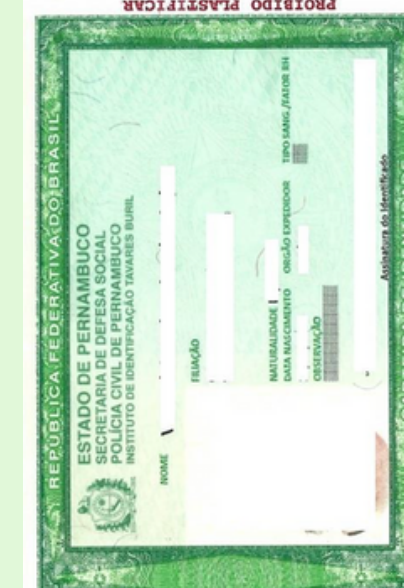 PROIBIDO PLASTIFICAR
REPÚBLICA FEDERATIVA DO BRASIL
ESTADO DE PERNAMBUCO
SECRETARIA DE DEFESA SOCIAL
POLÍCIA CIVIL DE PERNAMBUCO
INSTITUTO DE IDENTIFICAÇÃO TAVARES BURIL
NOME
FILIAÇÃO
NATURALIDADE
DATA NASCIMENTO ORGÃO EXPEDIDOR TIPO SANG./FATOR RH
OBSERVAÇÃO
Assinatura do Identificado